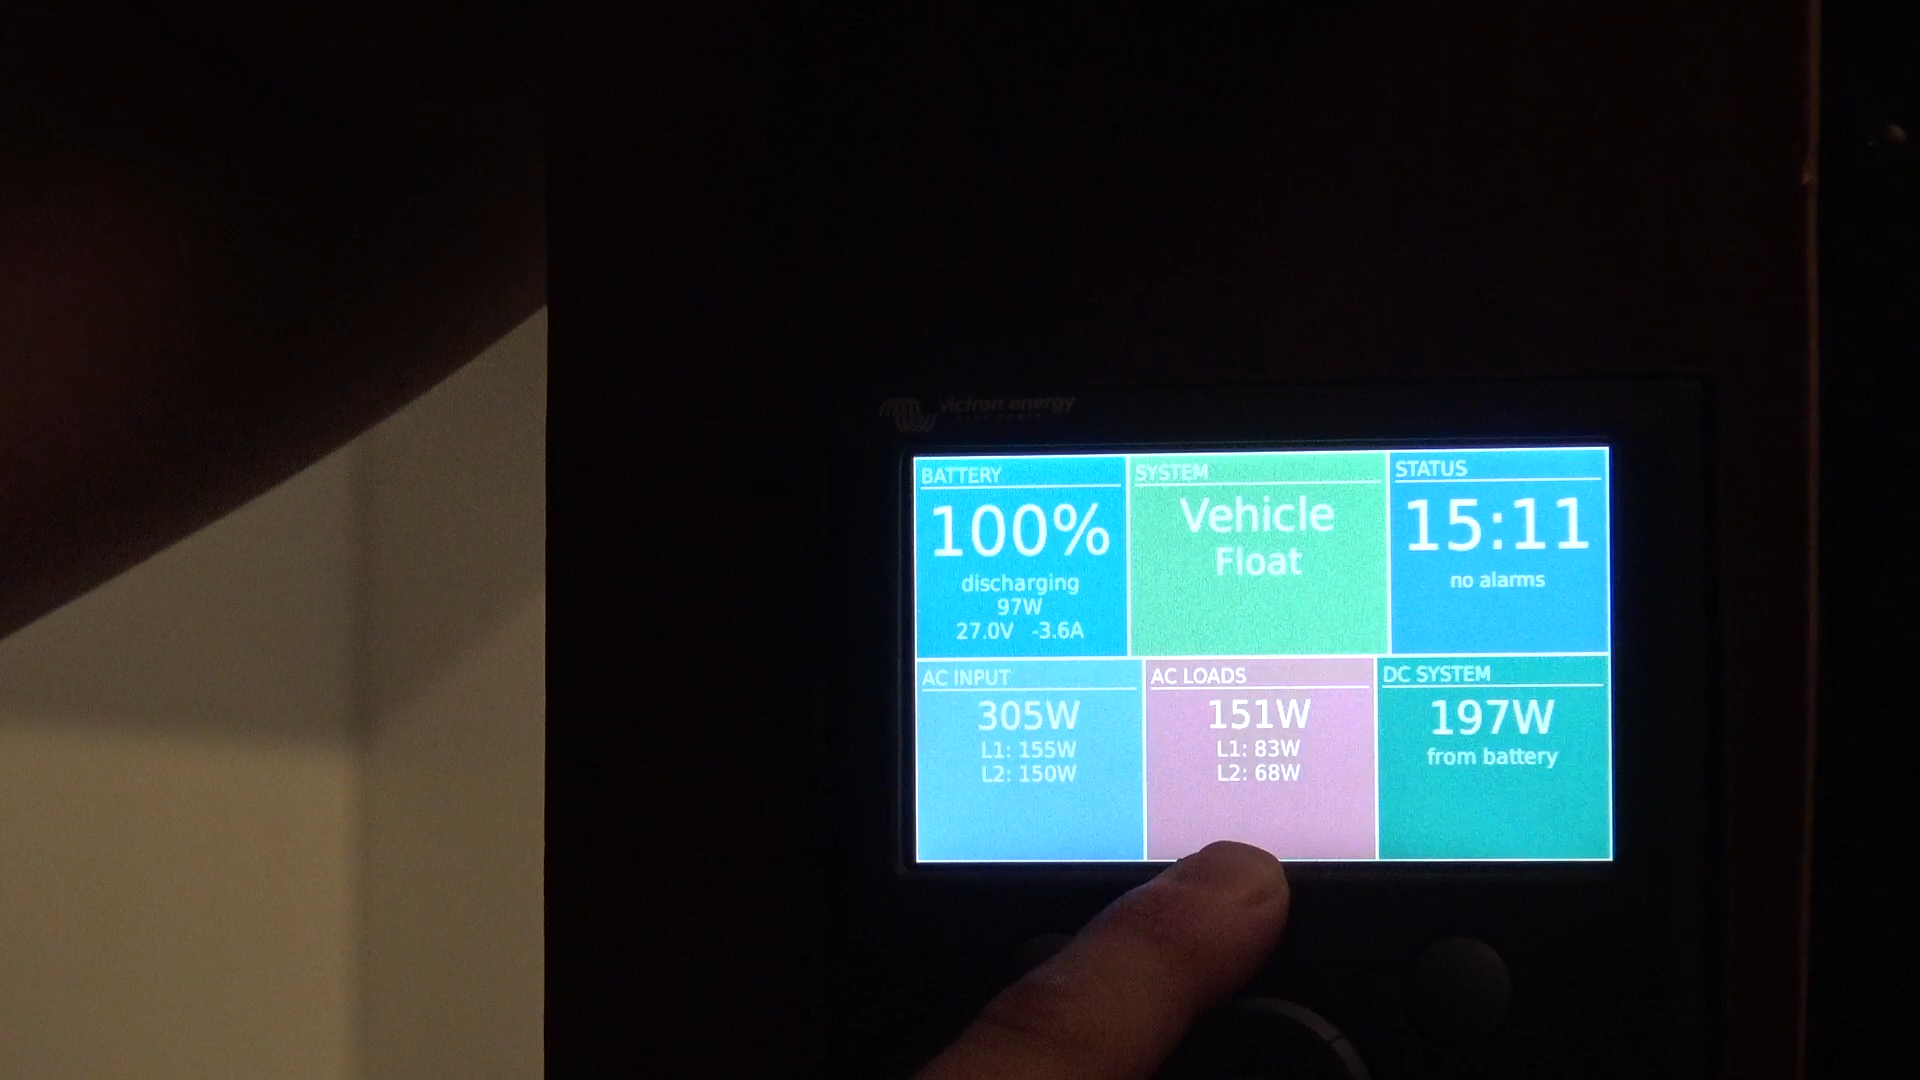 victron energy
BATTERY
100%
discharging
97W
27.0V -3.6A
SYSTEM
Vehicle
Float
STATUS
15:11
no alarms
AC INPUT
305W
L1: 155W
L2: 150W
AC LOADS
151W
L1: 83W
L2: 68W
DC SYSTEM
197W
from battery